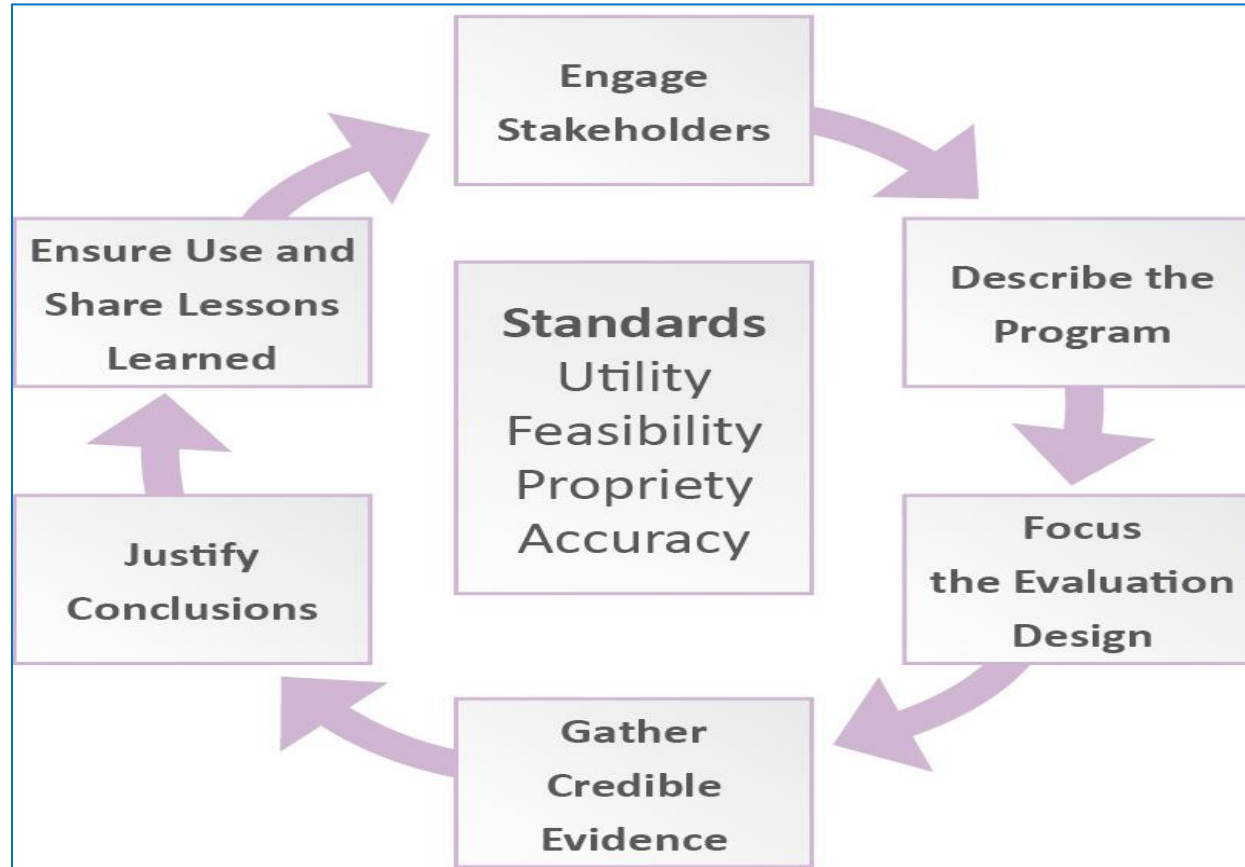 Engage
Stakeholders
Describe the
Program
Focus
the Evaluation
Design
Gather
Credible
Evidence
Justify
Conclusions
Ensure Use and
Share Lessons
Learned
Standards
Utility
Feasibility
Propriety
Accuracy